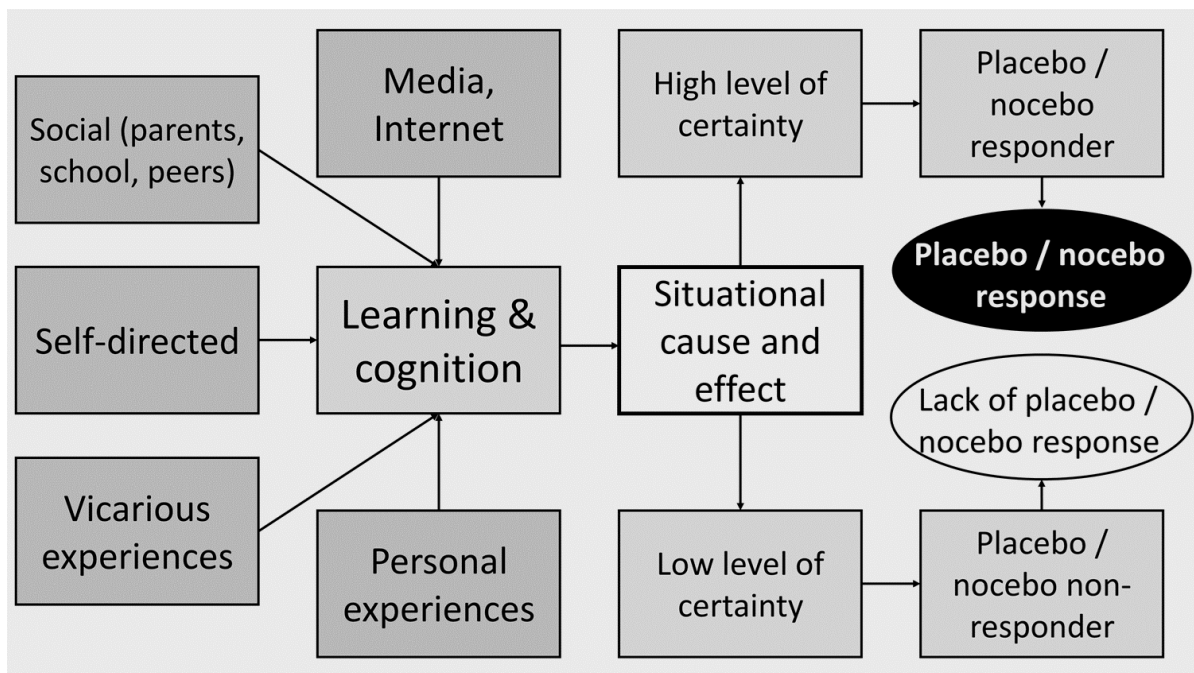 Social (parents,
school, peers)
Media,
Internet
High level of
certainty
Placebo /
nocebo
responder
Self-directed
Learning &
cognition
Situational
cause and
effect
Placebo / nocebo
response
Lack of placebo /
nocebo response
Vicarious
experiences
Personal
experiences
Low level of
certainty
Placebo /
nocebo non-
responder